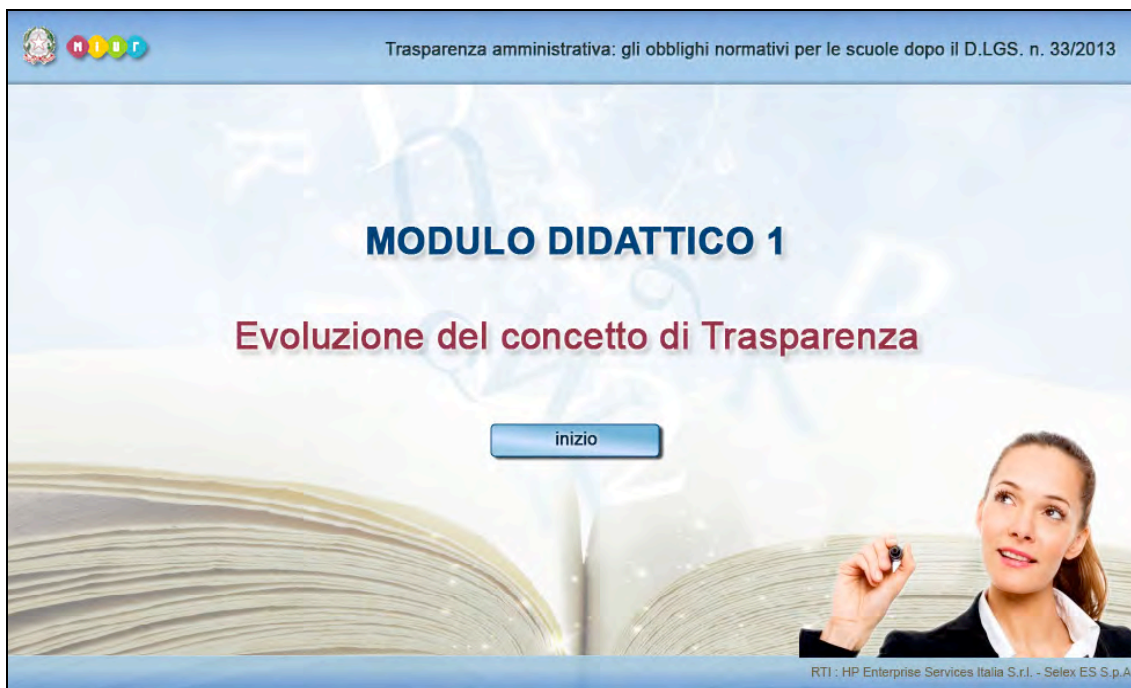 MIUR
Trasparenza amministrativa: gli obblighi normativi per le scuole dopo il D.LGS. n. 33/2013
MODULO DIDATTICO 1
Evoluzione del concetto di Trasparenza
inizio
RTI : HP Enterprise Services Italia S.r.l. - Selex ES S.p.A